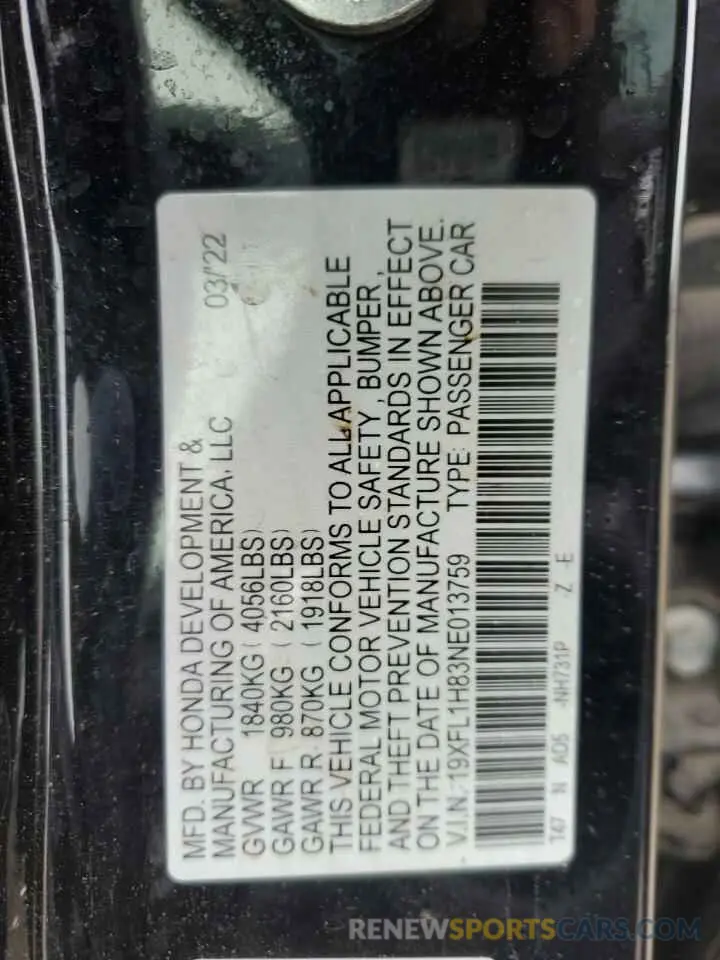 MFD. BY HONDA DEVELOPMENT &
MANUFACTURING OF AMERICA, LLC 03/'22
GVWR 1840KG ( 4056LBS)
GAWR F 980KG ( 2160LBS)
GAWR R 870KG ( 1918LBS)
THIS VEHICLE CONFORMS TO ALL APPLICABLE
FEDERAL MOTOR VEHICLE SAFETY, BUMPER,
AND THEFT PREVENTION STANDARDS IN EFFECT
ON THE DATE OF MANUFACTURE SHOWN ABOVE.
V.I.N. 19XFL1H83NE013759 TYPE: PASSENGER CAR
T47 N AD5 -NH731P -Z -E
RENEWSPORTSCARS.COM